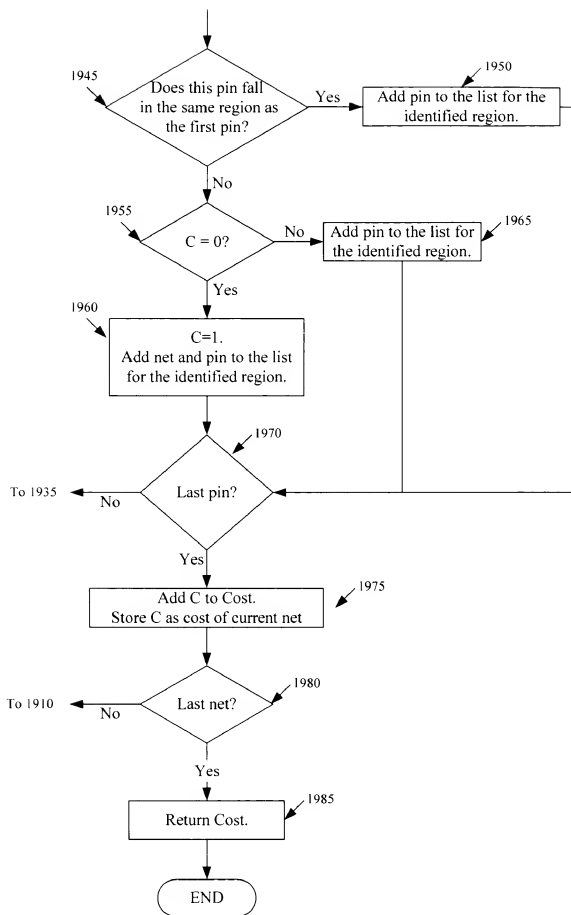 1945
Does this pin fall
in the same region as
the first pin?
Yes
1950
Add pin to the list for the
identified region.
No
1955
C = 0?
No
1965
Add pin to the list for
the identified region.
Yes
1960
C=1.
Add net and pin to the list
for the identified region.
1970
Last pin?
To 1935
No
Yes
1975
Add C to Cost.
Store C as cost of current net
1980
Last net?
To 1910
No
Yes
1985
Return Cost.
END